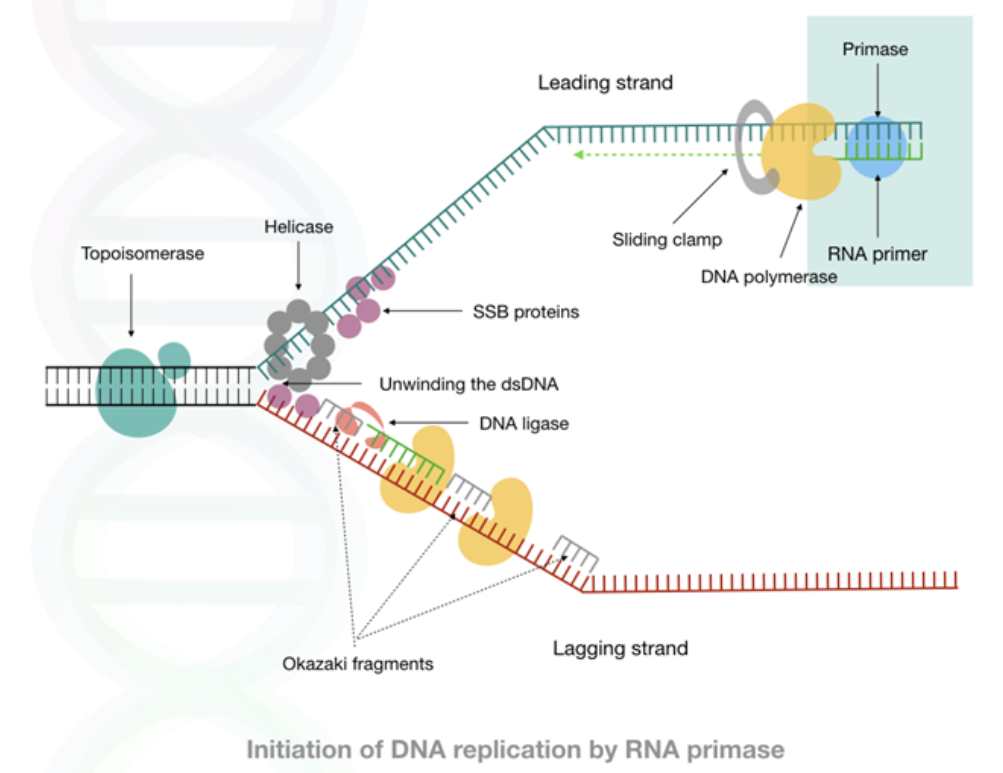 Primase
Leading strand
Helicase
Topoisomerase
Sliding clamp
RNA primer
DNA polymerase
SSB proteins
Unwinding the dsDNA
DNA ligase
Lagging strand
Okazaki fragments
Initiation of DNA replication by RNA primase